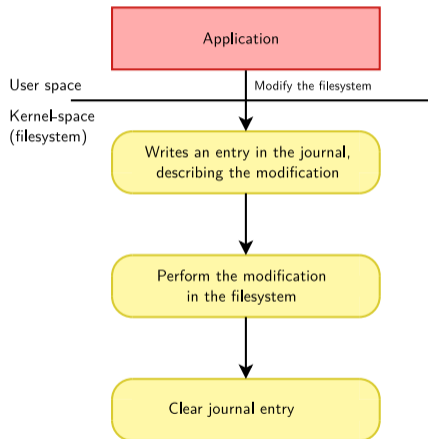 Application
User space
Modify the filesystem
Kernel-space
(filesystem)
Writes an entry in the journal,
describing the modification
Perform the modification
in the filesystem
Clear journal entry